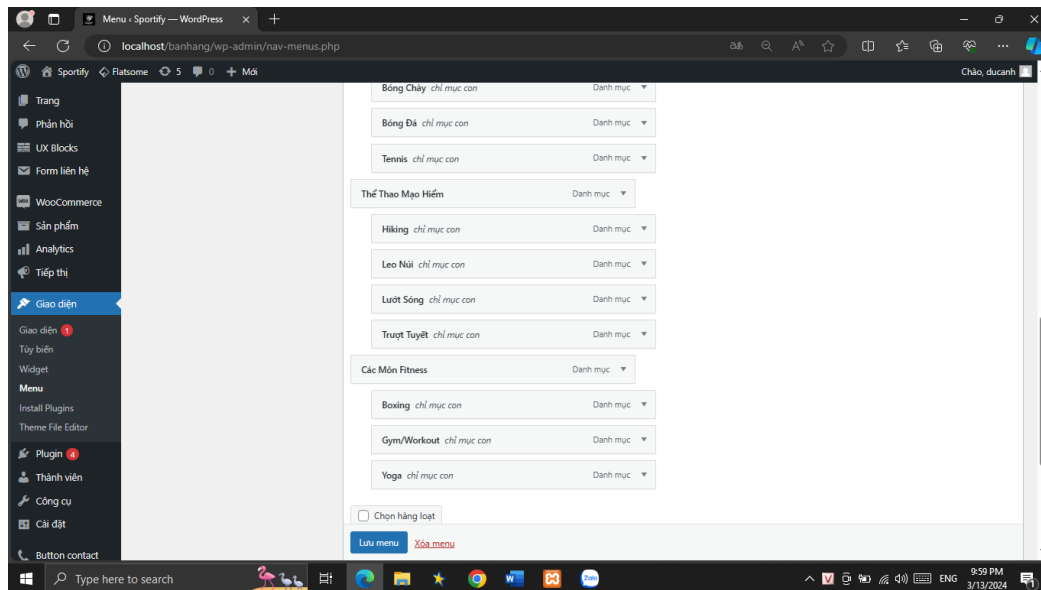 Menu ‹ Sportify — WordPress
localhost/banhang/wp-admin/nav-menus.php
Sportify Flatsome 5 0 Mới Chào, ducanh
Trang
Phản hồi
UX Blocks
Form liên hệ
WooCommerce
Sản phẩm
Analytics
Tiếp thị
Giao diện
Giao diện 1
Tùy biến
Widget
Menu
Install Plugins
Theme File Editor
Plugin 4
Thành viên
Công cụ
Cài đặt
Button contact
Bóng Chày chỉ mục con Danh mục
Bóng Đá chỉ mục con Danh mục
Tennis chỉ mục con Danh mục
Thể Thao Mạo Hiểm Danh mục
Hiking chỉ mục con Danh mục
Leo Núi chỉ mục con Danh mục
Lướt Sóng chỉ mục con Danh mục
Trượt Tuyết chỉ mục con Danh mục
Các Môn Fitness Danh mục
Boxing chỉ mục con Danh mục
Gym/Workout chỉ mục con Danh mục
Yoga chỉ mục con Danh mục
Chọn hàng loạt
Lưu menu Xóa menu
Type here to search
Zalo
ENG
9:59 PM
3/13/2024